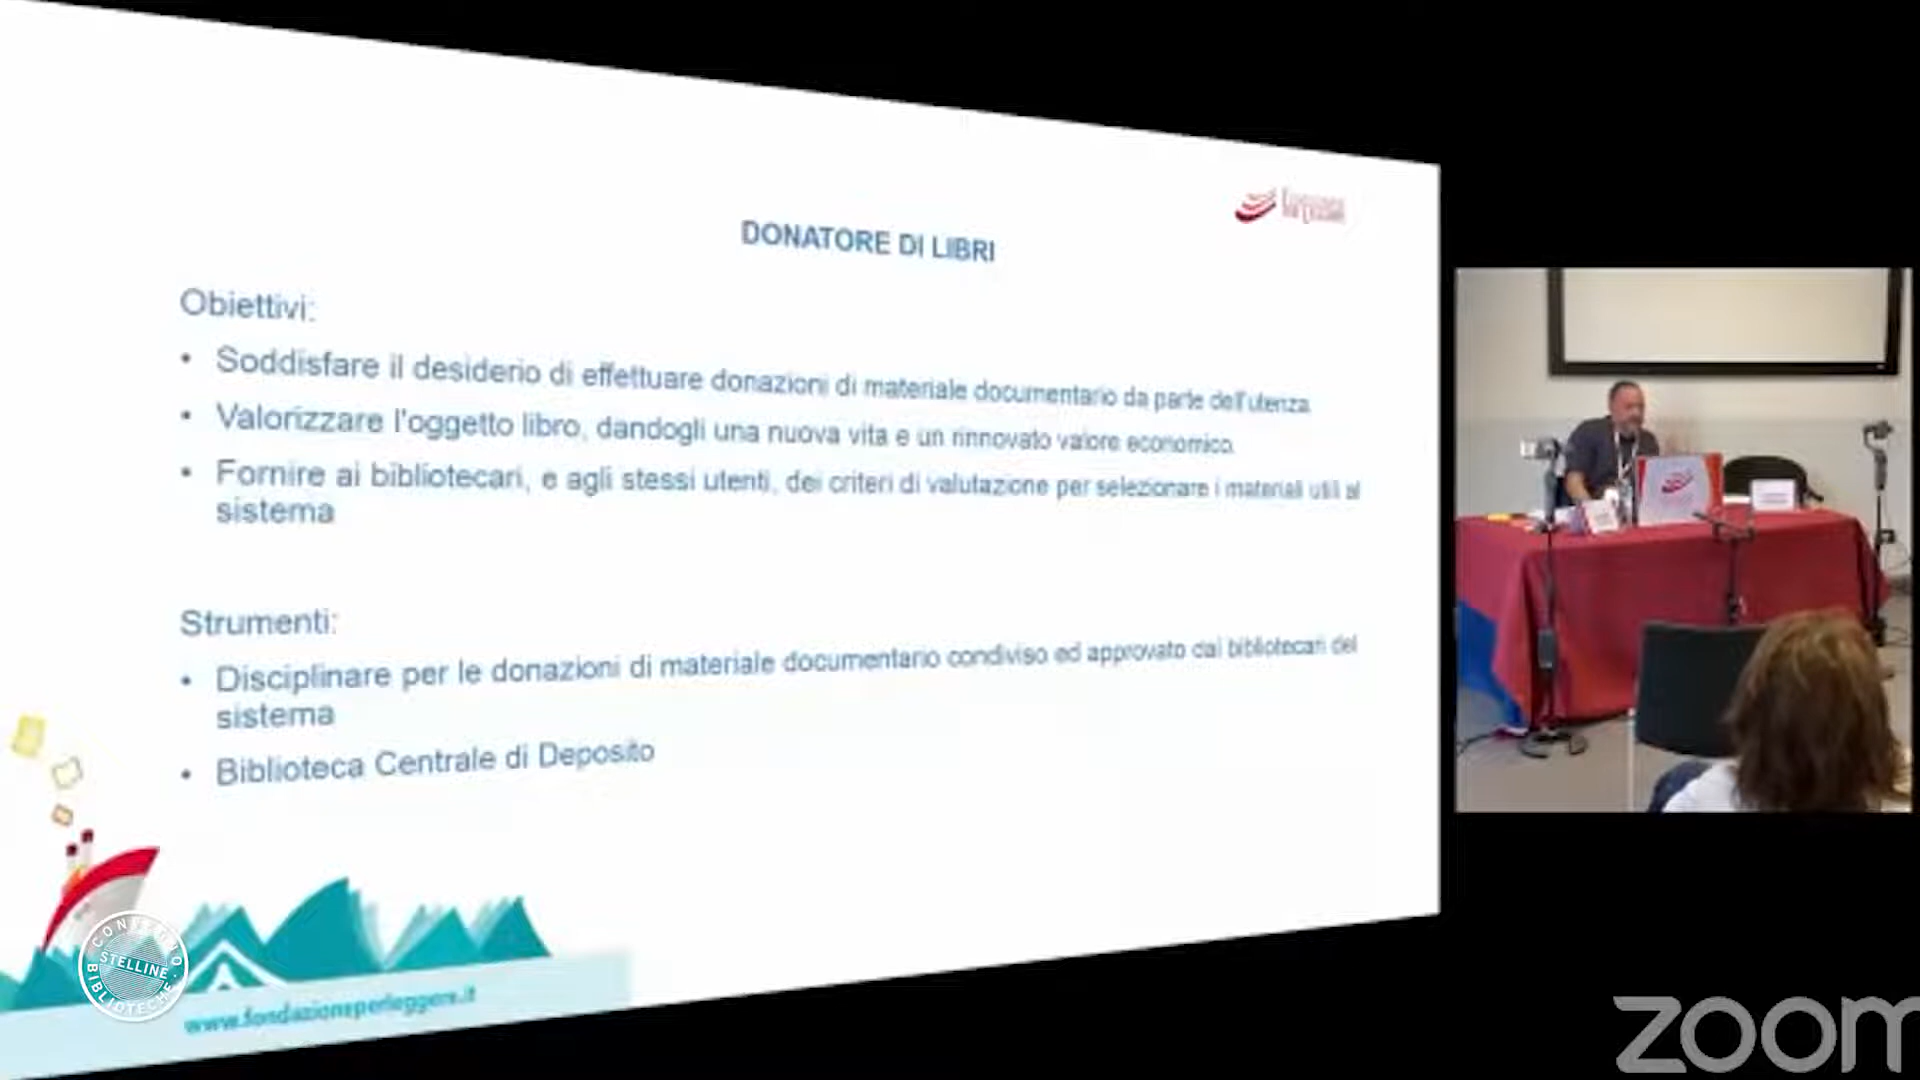 DONATORE DI LIBRI
Obiettivi:
• Soddisfare il desiderio di effettuare donazioni di materiale documentario da parte dell'utenza
• Valorizzare l'oggetto libro, dandogli una nuova vita e un rinnovato valore economico.
• Fornire ai bibliotecari, e agli stessi utenti, dei criteri di valutazione per selezionare i materiali utili al
sistema
Strumenti:
• Disciplinare per le donazioni di materiale documentario condiviso ed approvato dai bibliotecari del
sistema
• Biblioteca Centrale di Deposito
CONVEGNO
STELLINE
BIBLIOTECHE
www.fondazioneperleggere.it
zoom